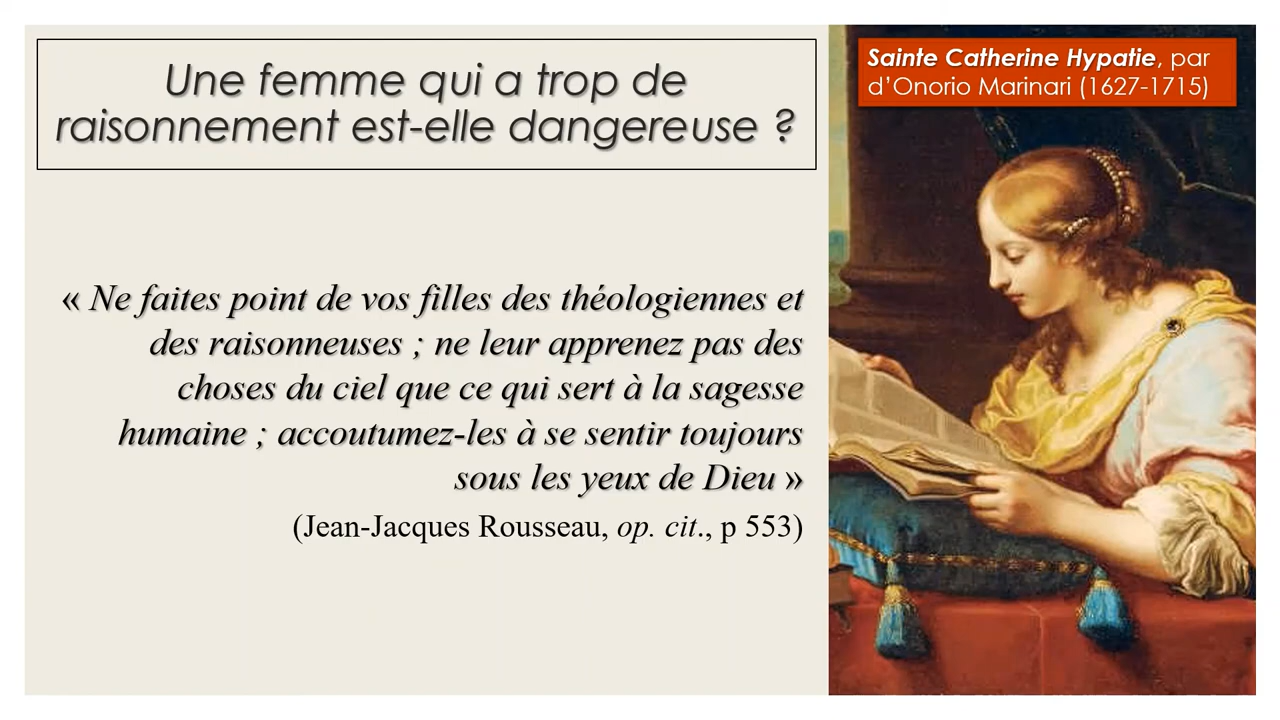 Une femme qui a trop de
raisonnement est-elle dangereuse ?
Sainte Catherine Hypatie, par
d’Onorio Marinari (1627-1715)
« Ne faites point de vos filles des théologiennes et
des raisonneuses ; ne leur apprenez pas des
choses du ciel que ce qui sert à la sagesse
humaine ; accoutumez-les à se sentir toujours
sous les yeux de Dieu »
(Jean-Jacques Rousseau, op. cit., p 553)